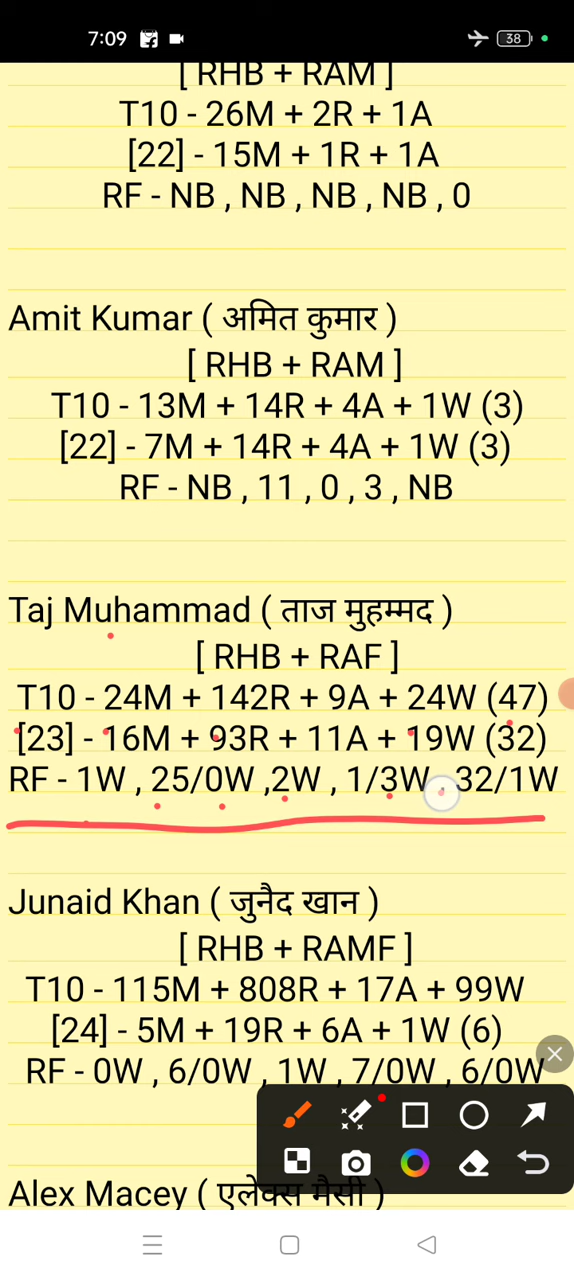 7:09
38
[ RHB + RAM ]
T10 - 26M + 2R + 1A
[22] - 15M + 1R + 1A
RF - NB , NB , NB , NB , 0
Amit Kumar ( अमित कुमार )
[ RHB + RAM ]
T10 - 13M + 14R + 4A + 1W (3)
[22] - 7M + 14R + 4A + 1W (3)
RF - NB , 11 , 0 , 3 , NB
Taj Muhammad ( ताज मुहम्मद )
[ RHB + RAF ]
T10 - 24M + 142R + 9A + 24W (47)
[23] - 16M + 93R + 11A + 19W (32)
RF - 1W , 25/0W ,2W , 1/3W , 32/1W
Junaid Khan ( जुनैद खान )
[ RHB + RAMF ]
T10 - 115M + 808R + 17A + 99W
[24] - 5M + 19R + 6A + 1W (6)
RF - 0W , 6/0W , 1W , 7/0W , 6/0W
Alex Macey ( एलेक्स मैसी )